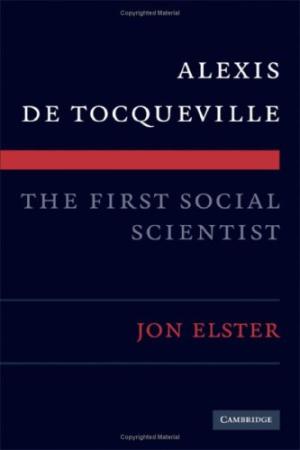 Copyrighted Material
ALEXIS
DE TOCQUEVILLE
THE FIRST SOCIAL
SCIENTIST
JON ELSTER
CAMBRIDGE
Copyrighted Material